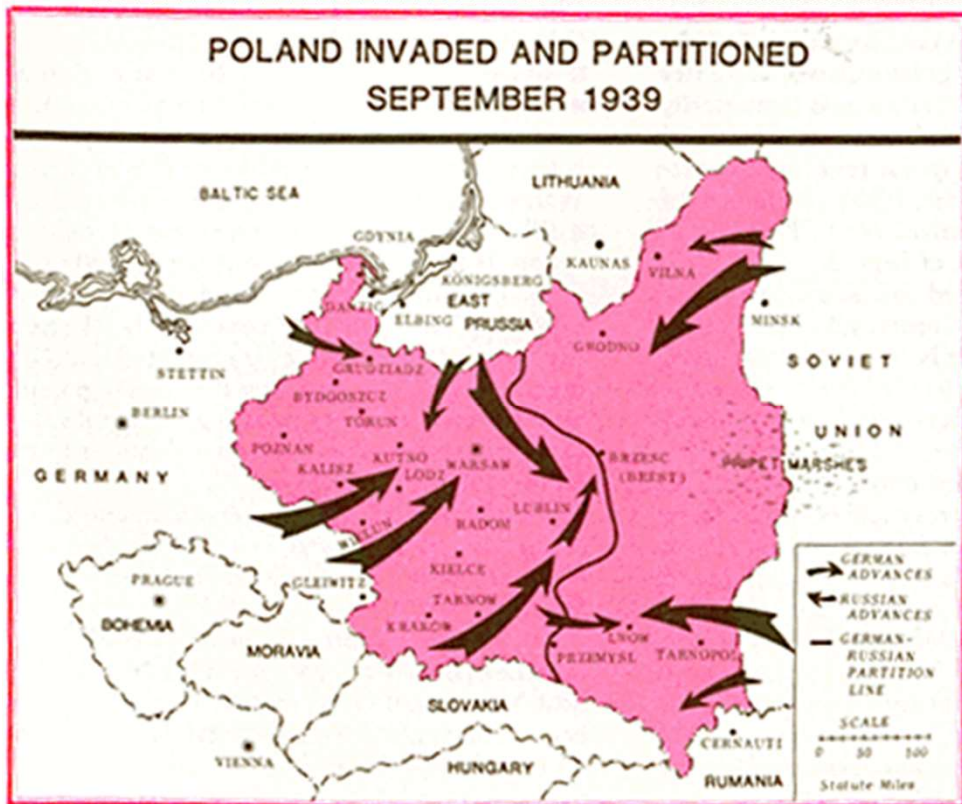 POLAND INVADED AND PARTITIONED
SEPTEMBER 1939
BALTIC SEA
LITHUANIA
GDYNIA
KAUNAS
VILNA
KÖNIGSBERG
DANZIG
EAST
PRUSSIA
ELBING
MINSK
GRODNO
SOVIET
UNION
STETTIN
GRUDZIADZ
BYDGOSZCZ
TORUN
BERLIN
POZNAN
KUTNO
WARSAW
BRZESC
(BREST)
PRIPET MARSHES
GERMANY
KALISZ
LODZ
LUBLIN
RADOM
WIELUN
KIELCE
GLEIWITZ
PRAGUE
BOHEMIA
TARNOW
KRAKOW
LWOW
PRZEMYSL
TARNOPOL
MORAVIA
SLOVAKIA
CERNAUTI
VIENNA
HUNGARY
RUMANIA
GERMAN
ADVANCES
RUSSIAN
ADVANCES
GERMAN-
RUSSIAN
PARTITION
LINE
SCALE
0 50 100
Statute Miles